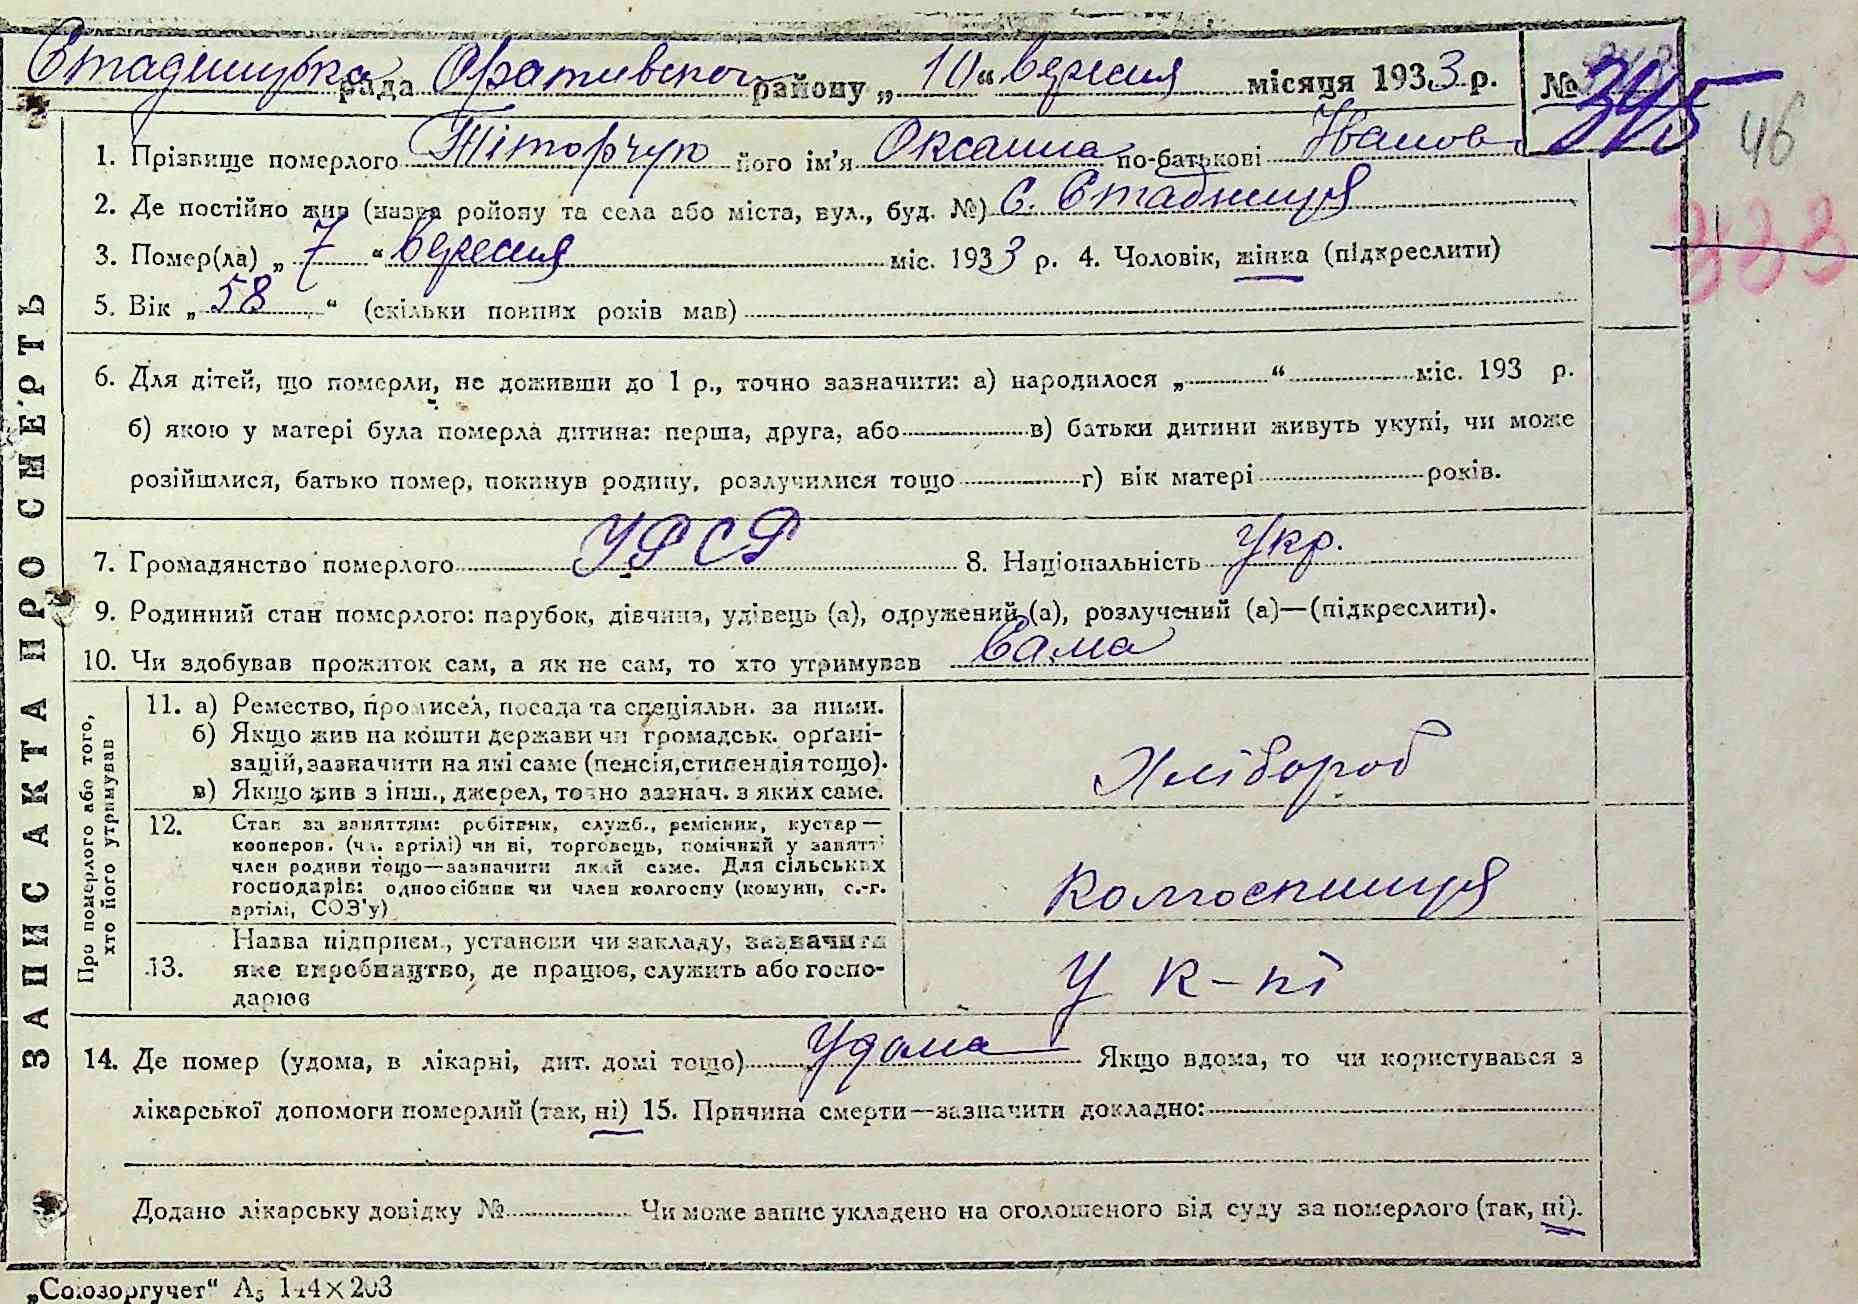 Стадницька рада Оратівського району „10“ вересня місяця 1933 р. № 345
46
333
1. Прізвище померлого Тіторчук його ім'я Оксана по-батькові Іванов.
2. Де постійно жив (назва ройону та села або міста, вул., буд. №) С. Стадниця
3. Помер(ла) „7“ вересня міс. 1933 р. 4. Чоловік, жінка (підкреслити)
5. Вік „58“ (скільки повних років мав)
6. Для дітей, що померли, не доживши до 1 р., точно зазначити: а) народилося „ “ міс. 193 р.
б) якою у матері була померла дитина: перша, друга, або в) батьки дитини живуть укупі, чи може
розійшлися, батько помер, покинув родину, розлучилися тощо г) вік матері років.
7. Громадянство померлого УРСР 8. Національність Укр.
9. Родинний стан померлого: парубок, дівчина, удівець (а), одружений (а), розлучений (а)—(підкреслити).
10. Чи здобував прожиток сам, а як не сам, то хто утримував Сама
ЗАПИС АКТА ПРО СМЕРТЬ
Про померлого або того, хто його утримував
11. а) Ремество, промисел, посада та спеціяльн. за ними.
б) Якщо жив на кошти держави чи громадськ. орґані-
зацій, зазначити на які саме (пенсія, стипендія тощо).
в) Якщо жив з інш., джерел, точно зазнач. з яких саме.
Хлібороб
12. Стан за заняттям: робітник, служб., ремісник, кустар —
кооперов. (чл. артілі) чи ні, торговець, помічний у занятті
член родини тощо—зазначити який саме. Для сільських
господарів: одноосібник чи член колгоспу (комуни, с.-г.
артілі, СОЗ'у)
Колгоспниця
13. Назва підприєм., установи чи закладу, зазначити
яке виробництво, де працює, служить або госпо-
дарює
У к-пі
14. Де помер (удома, в лікарні, дит. домі тощо) Удома Якщо вдома, то чи користувався з
лікарської допомоги померлий (так, ні) 15. Причина смерти—зазначити докладно:
Додано лікарську довідку № Чи може запис укладено на оголошеного від суду за померлого (так, ні).
„Союзоргучет“ А5 144×203